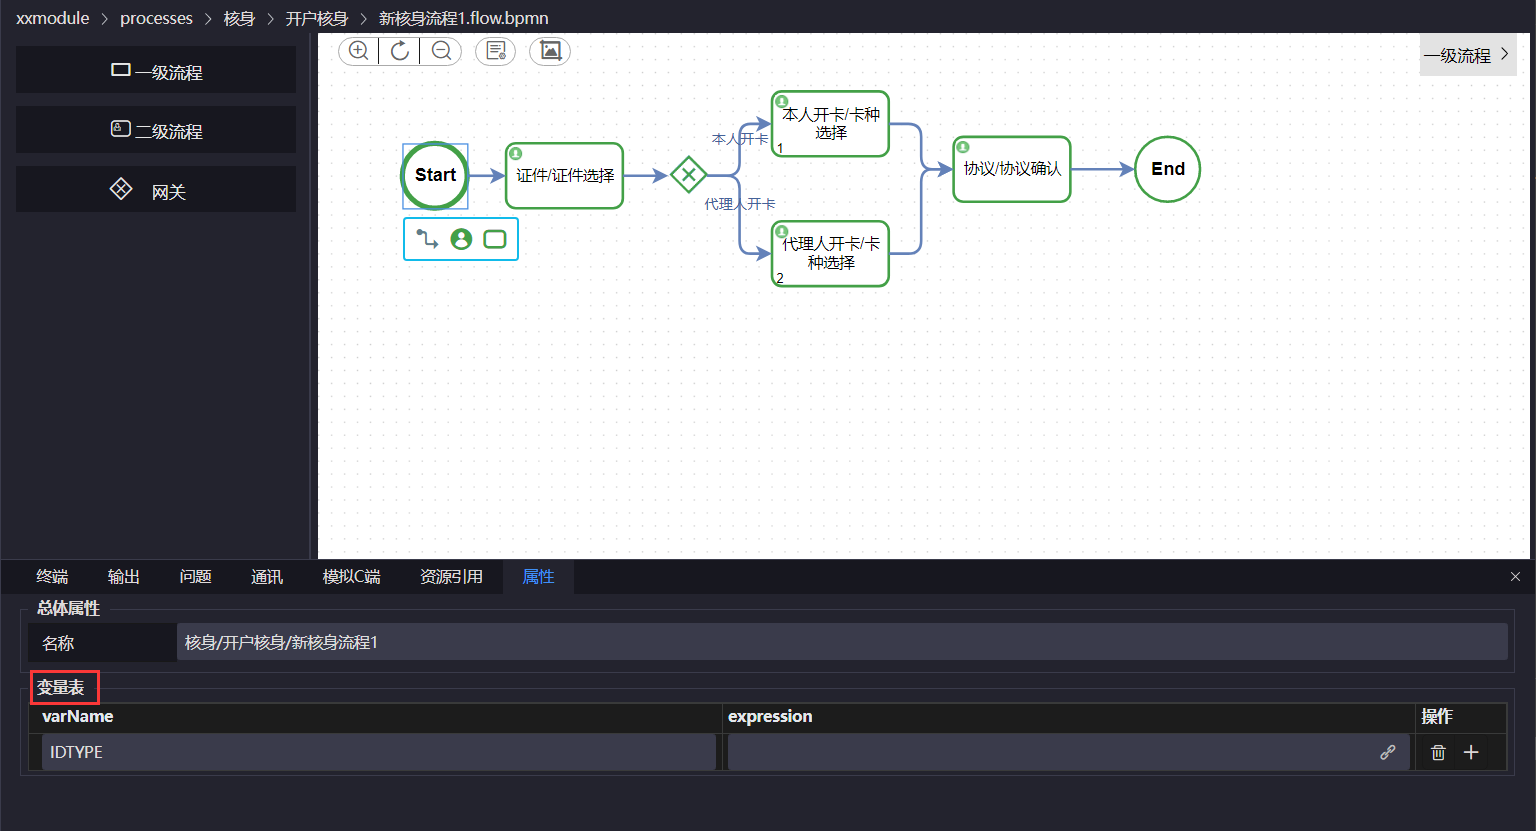 xxmodule > processes > 核身 > 开户核身 > 新核身流程1.flow.bpmn
一级流程
二级流程
网关
一级流程 >
Start
证件/证件选择
本人开卡
代理人开卡
本人开卡/卡种
选择
1
代理人开卡/卡
种选择
2
协议/协议确认
End
终端 输出 问题 通讯 模拟C端 资源引用 属性
总体属性
名称 核身/开户核身/新核身流程1
变量表
varName expression 操作
IDTYPE